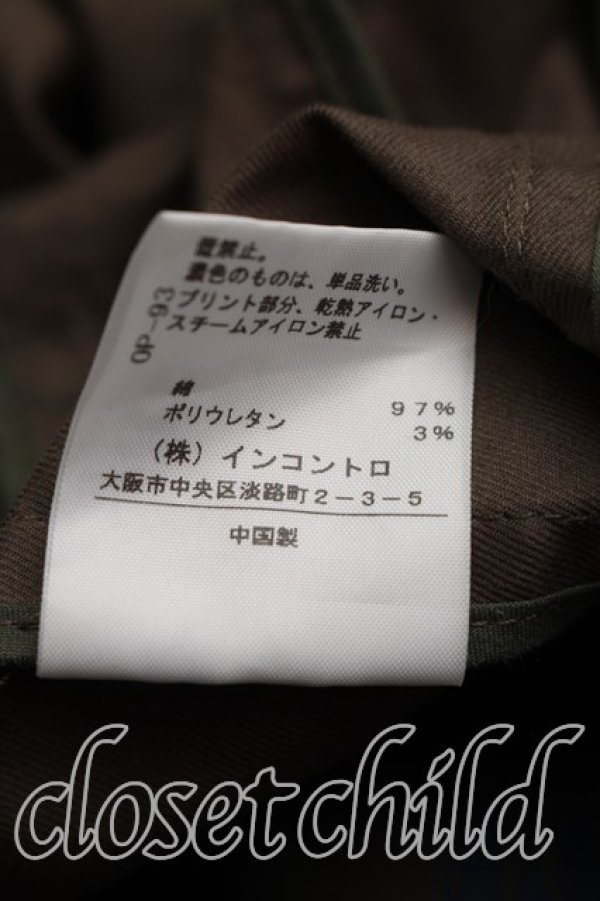 禁止。
濃色のものは、単品洗い。
プリント部分、乾熱アイロン・
スチームアイロン禁止
OP-93
綿 97%
ポリウレタン 3%
(株)インコントロ
大阪市中央区淡路町2-3-5
中国製
closet child